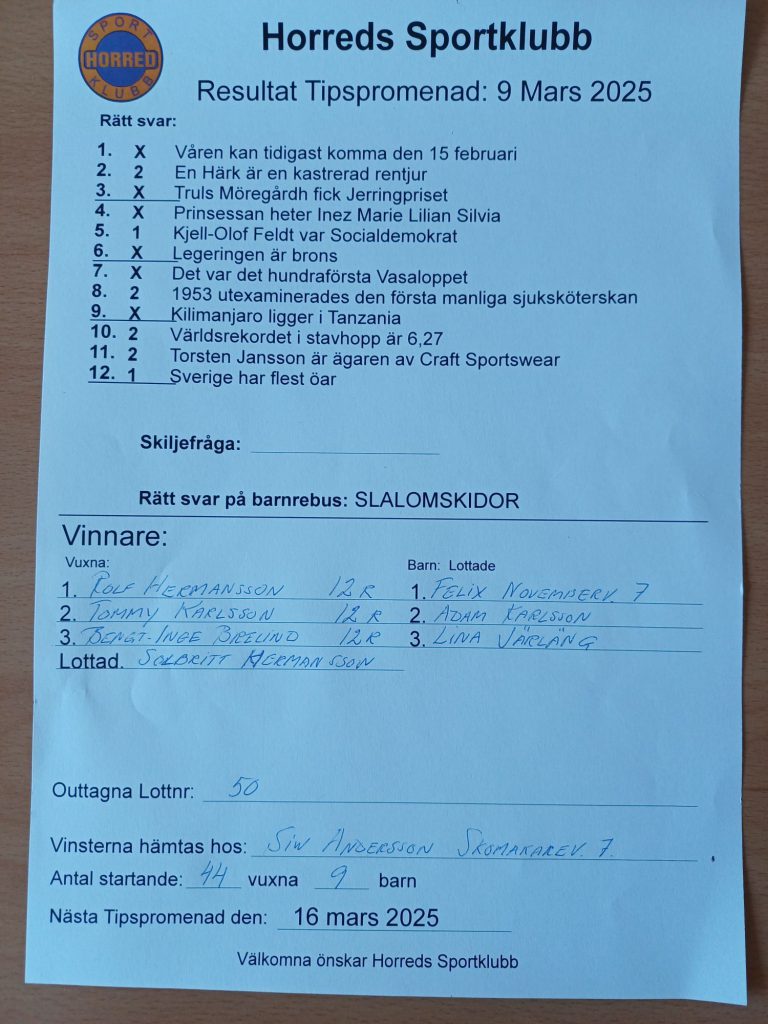 SPORT
HORRED
KLUBB
Horreds Sportklubb
Resultat Tipspromenad: 9 Mars 2025
Rätt svar:
1. X Våren kan tidigast komma den 15 februari
2. 2 En Härk är en kastrerad rentjur
3. X Truls Möregårdh fick Jerringpriset
4. X Prinsessan heter Inez Marie Lilian Silvia
5. 1 Kjell-Olof Feldt var Socialdemokrat
6. X Legeringen är brons
7. X Det var det hundraförsta Vasaloppet
8. 2 1953 utexaminerades den första manliga sjuksköterskan
9. X Kilimanjaro ligger i Tanzania
10. 2 Världsrekordet i stavhopp är 6,27
11. 2 Torsten Jansson är ägaren av Craft Sportswear
12. 1 Sverige har flest öar
Skiljefråga:
Rätt svar på barnrebus: SLALOMSKIDOR
Vinnare:
Vuxna: Barn: Lottade
1. ROLF HERMANSSON 12 R 1. FELIX NOVEMBERV. 7
2. TOMMY KARLSSON 12 R 2. ADAM KARLSSON
3. BENGT-INGE BRELIND 12 R 3. LINA VÄRLÄNG
Lottad. SOLBRITT HERMANSSON
Outtagna Lottnr: 50
Vinsterna hämtas hos: SIW ANDERSSON SKOMAKAREV. 7.
Antal startande: 44 vuxna 9 barn
Nästa Tipspromenad den: 16 mars 2025
Välkomna önskar Horreds Sportklubb